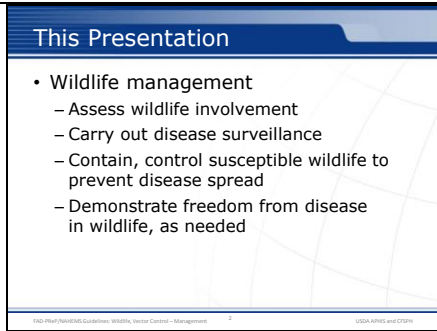 This Presentation
• Wildlife management
– Assess wildlife involvement
– Carry out disease surveillance
– Contain, control susceptible wildlife to
prevent disease spread
– Demonstrate freedom from disease
in wildlife, as needed
FAD-PReP/NAHEMS Guidelines: Wildlife, Vector Control – Management 2 USDA APHIS and CFSPH